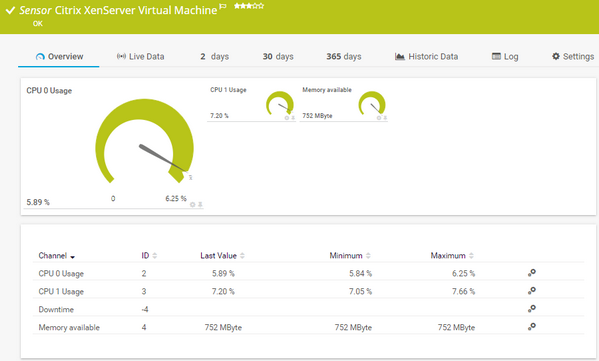 Sensor Citrix XenServer Virtual Machine
OK
Overview Live Data 2 days 30 days 365 days Historic Data Log Settings
CPU 0 Usage
CPU 1 Usage
Memory available
7.20 %
752 MByte
5.89 %
0
6.25 %
Channel ID Last Value Minimum Maximum
CPU 0 Usage 2 5.89 % 5.84 % 6.25 %
CPU 1 Usage 3 7.20 % 7.05 % 7.66 %
Downtime -4
Memory available 4 752 MByte 752 MByte 752 MByte